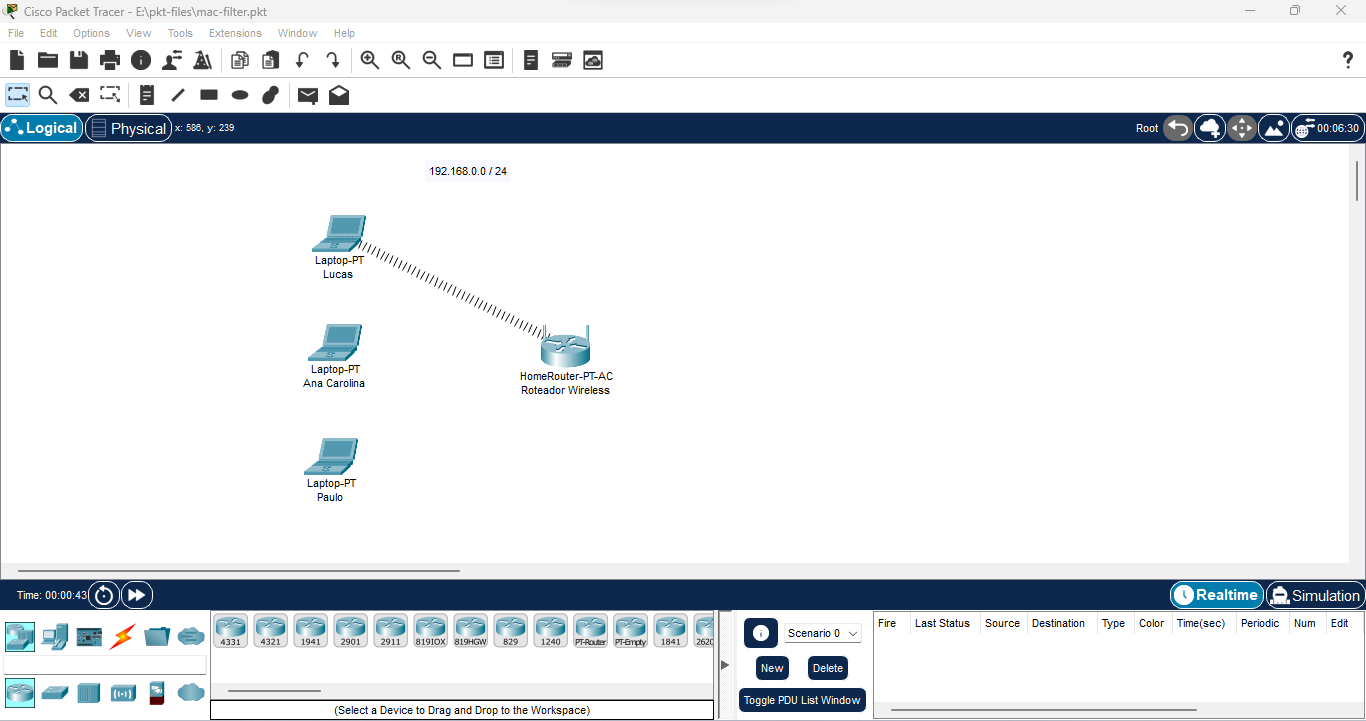 Cisco Packet Tracer - E:\pkt-files\mac-filter.pkt
File Edit Options View Tools Extensions Window Help
Logical Physical x: 586, y: 239 Root 00:06:30
192.168.0.0 / 24
Laptop-PT
Lucas
Laptop-PT
Ana Carolina
HomeRouter-PT-AC
Roteador Wireless
Laptop-PT
Paulo
Time: 00:00:43 Realtime Simulation
4331 4321 1941 2901 2911 819IOX 819HGW 829 1240 PT-Router PT-Empty 1841 2620
Scenario 0
New Delete
Toggle PDU List Window
Fire Last Status Source Destination Type Color Time(sec) Periodic Num Edit
(Select a Device to Drag and Drop to the Workspace)